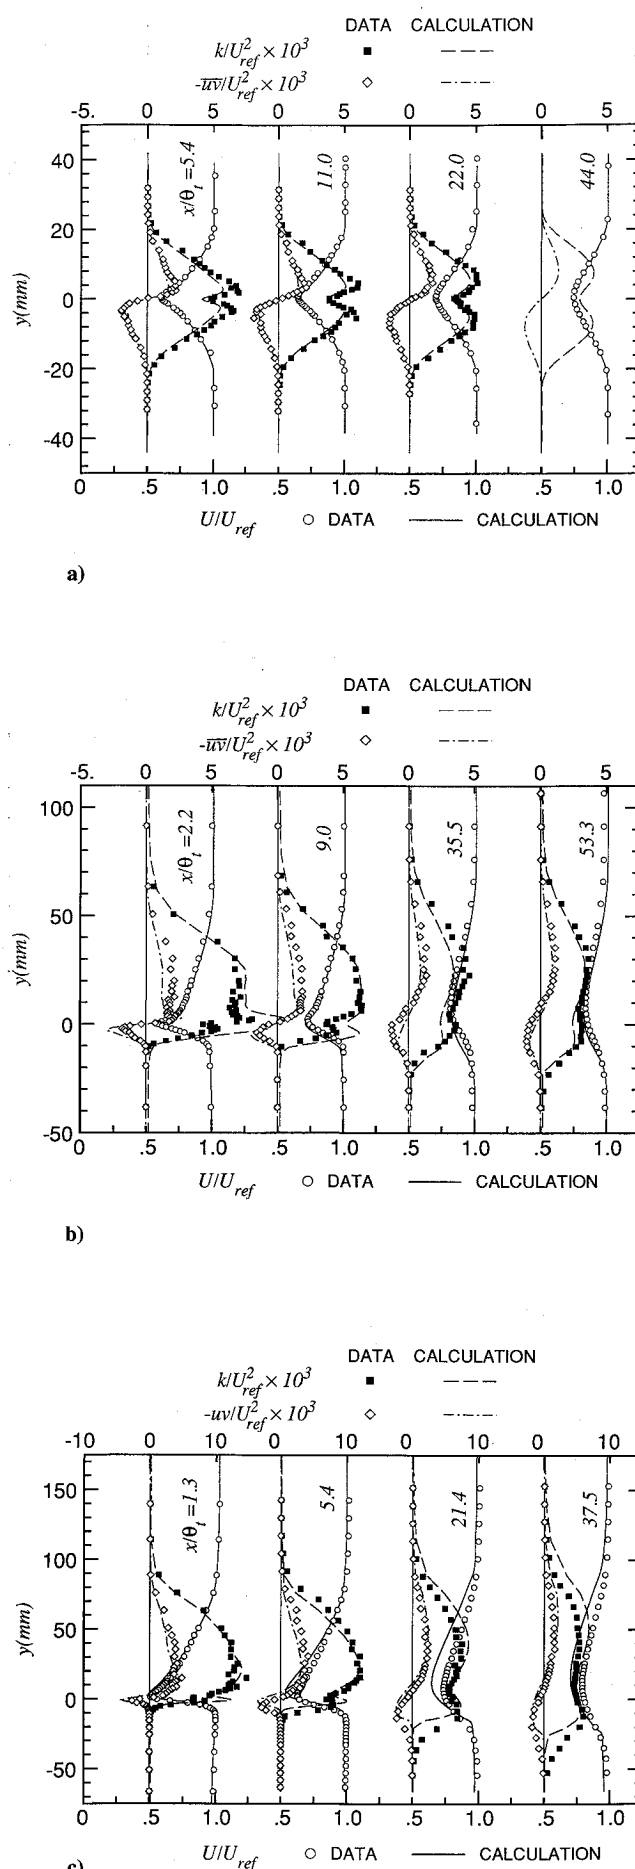 DATA CALCULATION
k/U²ref × 10³
-uv/U²ref × 10³
-5. 0 5 0 5 0 5 0 5
40
20
0
-20
-40
y(mm)
x/θt =5.4
11.0
22.0
44.0
0 .5 1.0 .5 1.0 .5 1.0 .5 1.0
U/Uref ○ DATA — CALCULATION
a)
DATA CALCULATION
k/U²ref × 10³
-uv/U²ref × 10³
-5. 0 5 0 5 0 5 0 5
100
50
0
-50
y(mm)
x/θt =2.2
9.0
35.5
53.3
0 .5 1.0 .5 1.0 .5 1.0 .5 1.0
U/Uref ○ DATA — CALCULATION
b)
DATA CALCULATION
k/U²ref × 10³
-uv/U²ref × 10³
-10 0 10 0 10 0 10 0 10
150
100
50
0
-50
y(mm)
x/θt =1.3
5.4
21.4
37.5
0 .5 1.0 .5 1.0 .5 1.0 .5 1.0
U/Uref ○ DATA — CALCULATION
c)